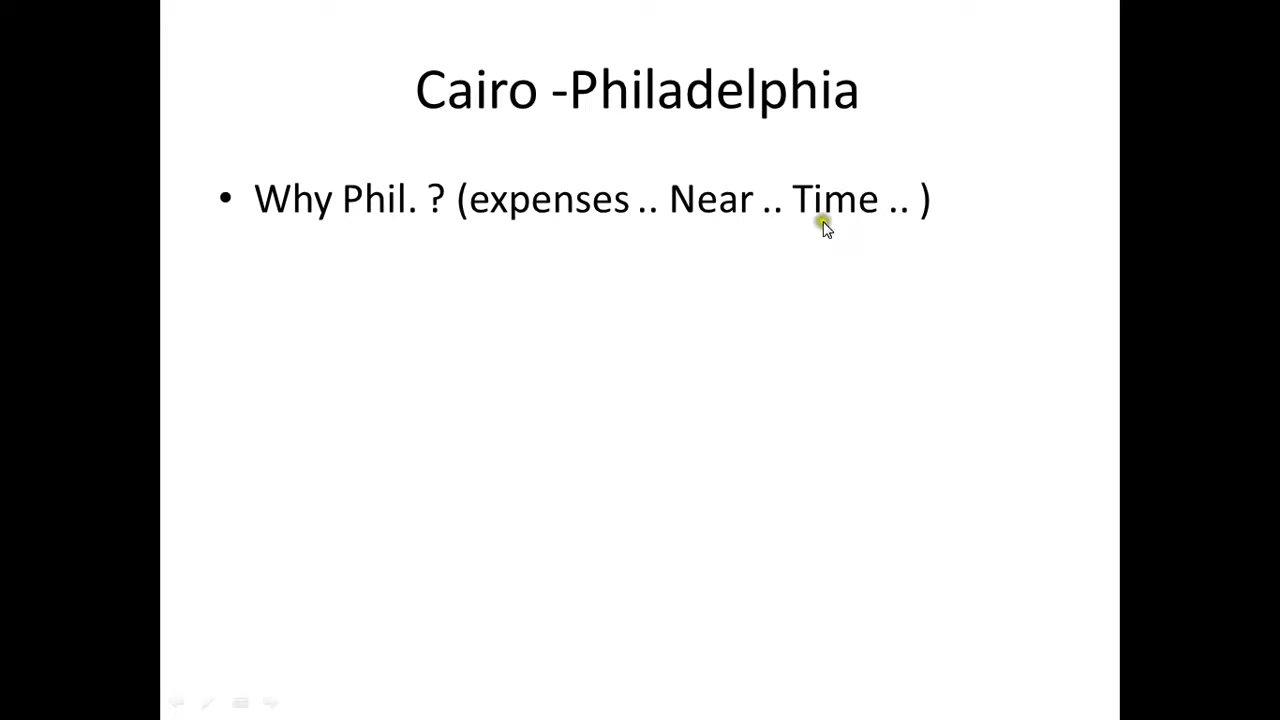 Cairo -Philadelphia
• Why Phil. ? (expenses .. Near .. Time .. )